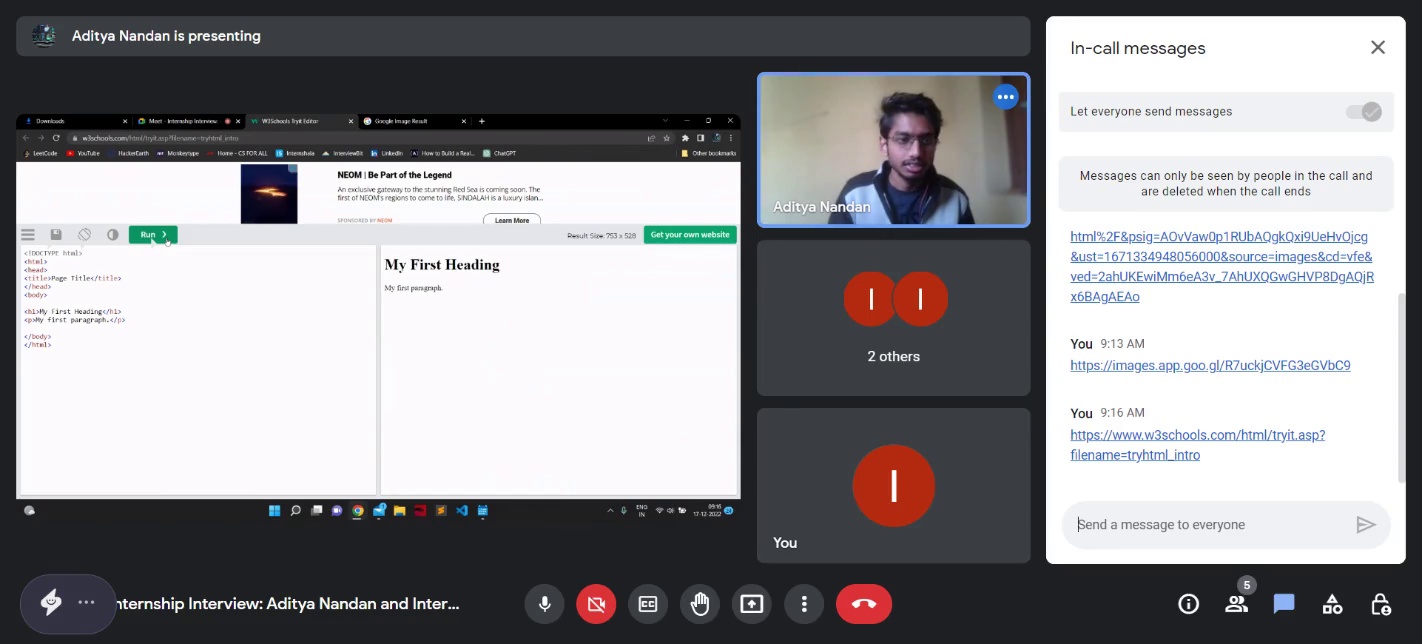 Aditya Nandan is presenting
Downloads
Meet - Internship Interview
W3Schools Tryit Editor
Google Image Result
w3schools.com/html/tryit.asp?filename=tryhtml_intro
LeetCode YouTube HackerEarth Monkeytype Home - CS FOR ALL Internshala InterviewBit LinkedIn How to Build a Real... ChatGPT Other bookmarks
NEOM | Be Part of the Legend
An exclusive gateway to the stunning Red Sea is coming soon. The
first of NEOM's regions to come to life, SINDALAH is a luxury islan...
SPONSORED BY NEOM
Learn More
Run ❯
Result Size: 753 x 528
Get your own website
<!DOCTYPE html>
<html>
<head>
<title>Page Title</title>
</head>
<body>
<h1>My First Heading</h1>
<p>My first paragraph.</p>
</body>
</html>
My First Heading
My first paragraph.
ENG
IN
09:16
17-12-2022
Aditya Nandan
I I
2 others
I
You
In-call messages
Let everyone send messages
Messages can only be seen by people in the call and
are deleted when the call ends
html%2F&psig=AOvVaw0p1RUbAQgkQxi9UeHvOjcg
&ust=1671334948056000&source=images&cd=vfe&
ved=2ahUKEwiMm6eA3v_7AhUXQGwGHVP8DgAQjR
x6BAgAEAo
You 9:13 AM
https://images.app.goo.gl/R7uckjCVFG3eGVbC9
You 9:16 AM
https://www.w3schools.com/html/tryit.asp?
filename=tryhtml_intro
Send a message to everyone
nternship Interview: Aditya Nandan and Inter...
CC
5